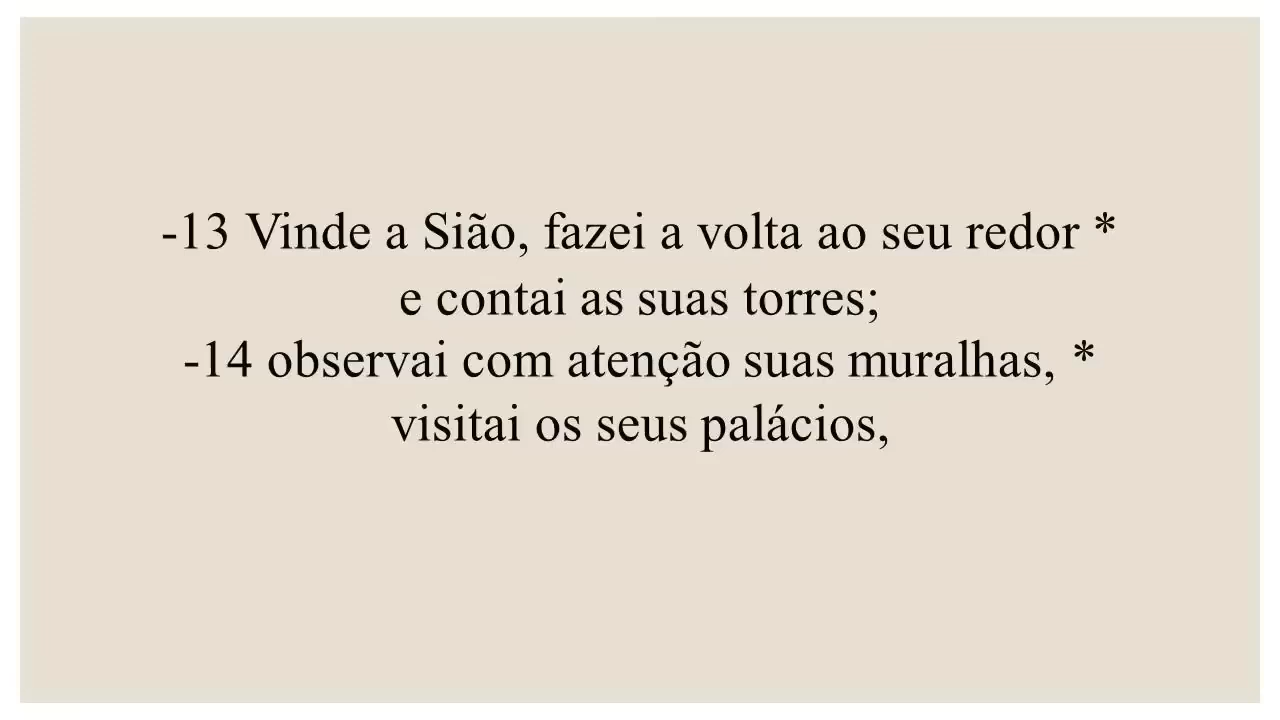 -13 Vinde a Sião, fazei a volta ao seu redor *
e contai as suas torres;
-14 observai com atenção suas muralhas, *
visitai os seus palácios,